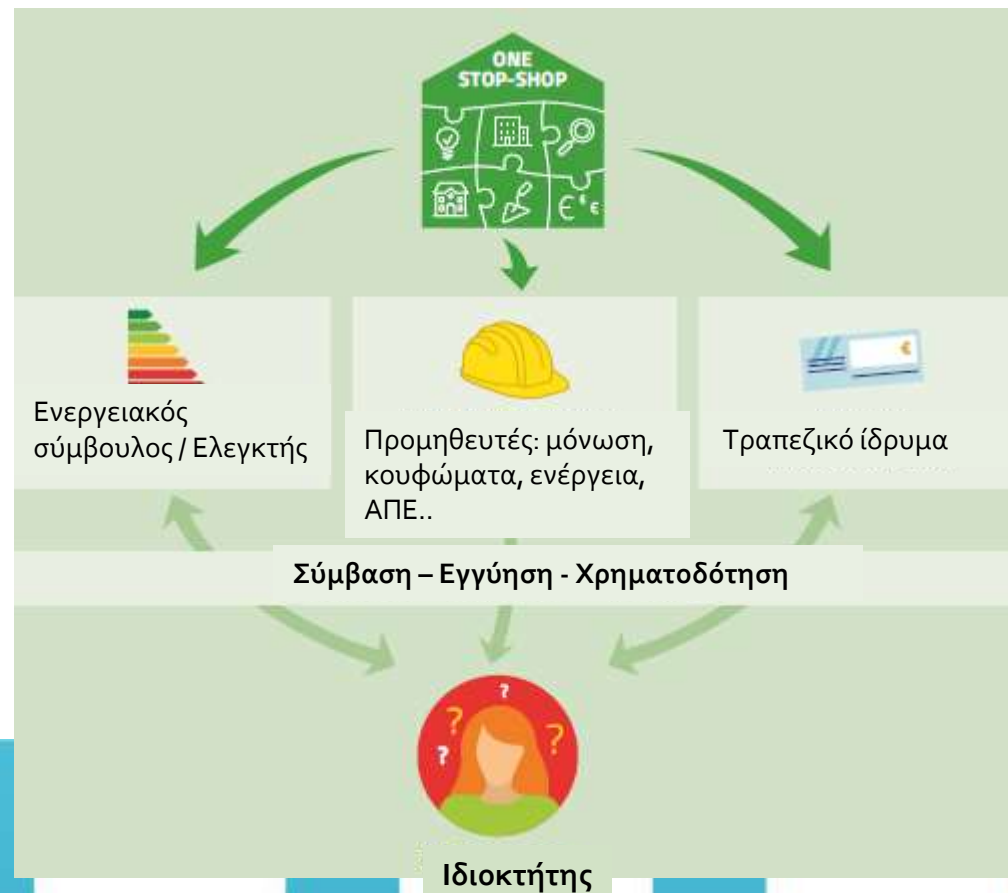 ONE
STOP-SHOP
€ € €
Ενεργειακός
σύμβουλος / Ελεγκτής
Προμηθευτές: μόνωση,
κουφώματα, ενέργεια,
ΑΠΕ..
€
Τραπεζικό ίδρυμα
Σύμβαση – Εγγύηση - Χρηματοδότηση
? ? ? ? ?
Ιδιοκτήτης